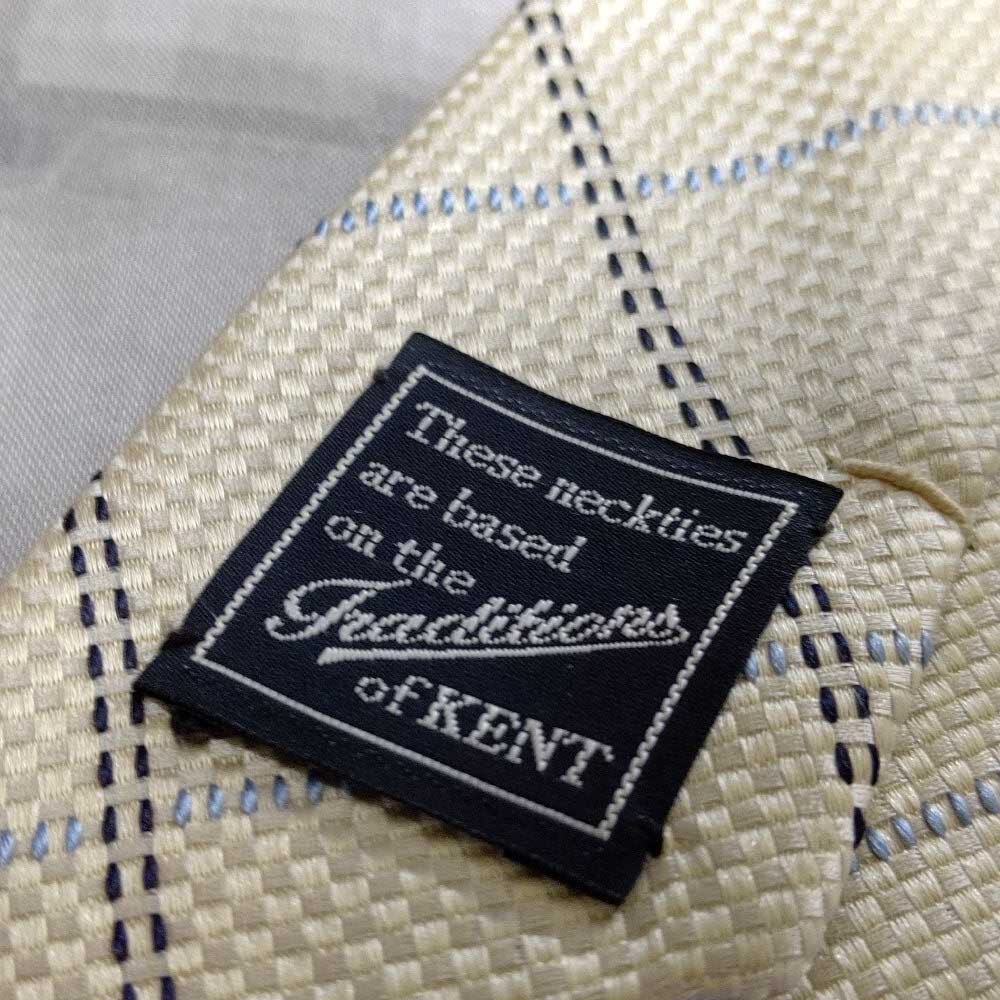 These neckties
are based
on the
Traditions
of KENT